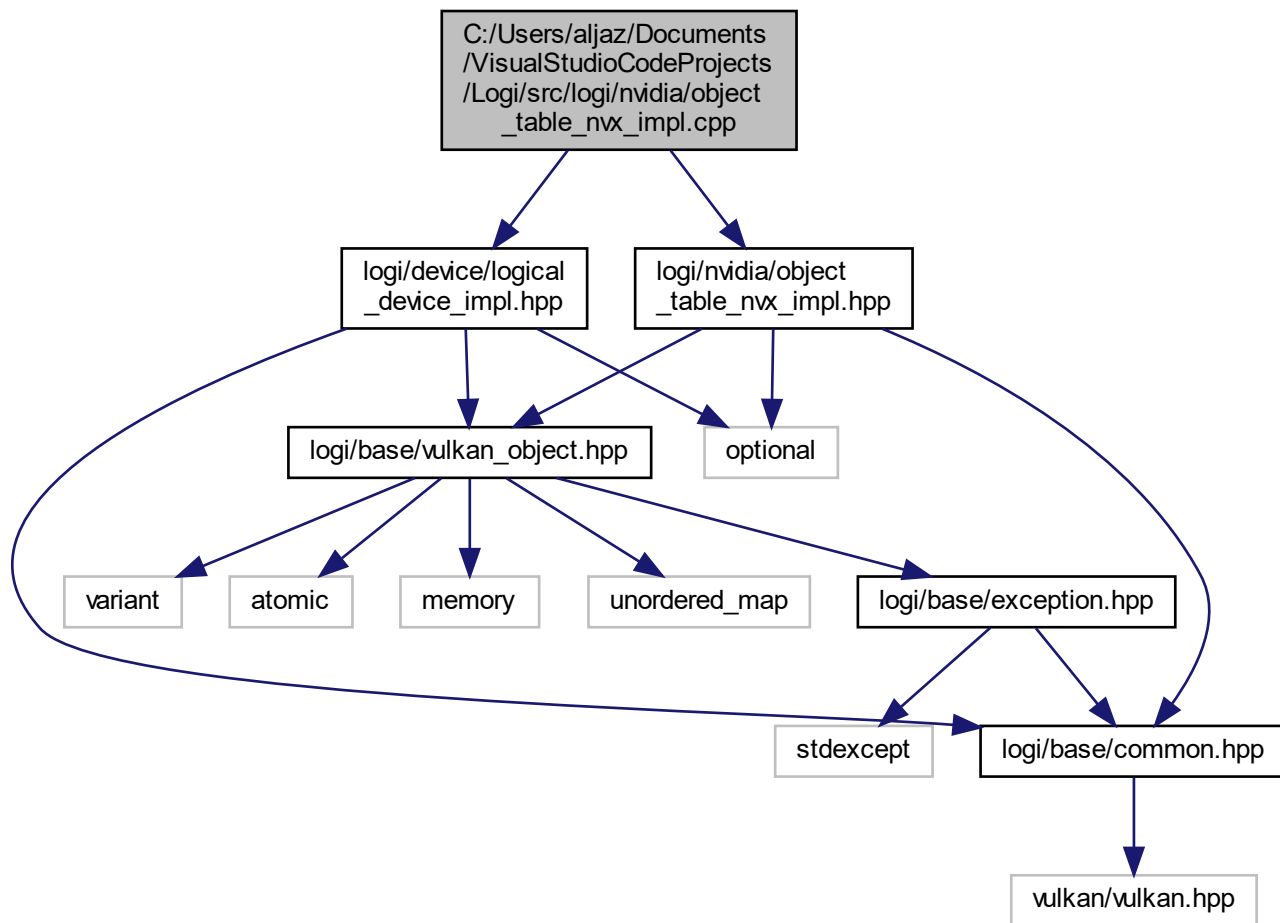 C:/Users/aljaz/Documents
/VisualStudioCodeProjects
/Logi/src/logi/nvidia/object
_table_nvx_impl.cpp
logi/device/logical
_device_impl.hpp
logi/nvidia/object
_table_nvx_impl.hpp
logi/base/vulkan_object.hpp
optional
variant
atomic
memory
unordered_map
logi/base/exception.hpp
stdexcept
logi/base/common.hpp
vulkan/vulkan.hpp